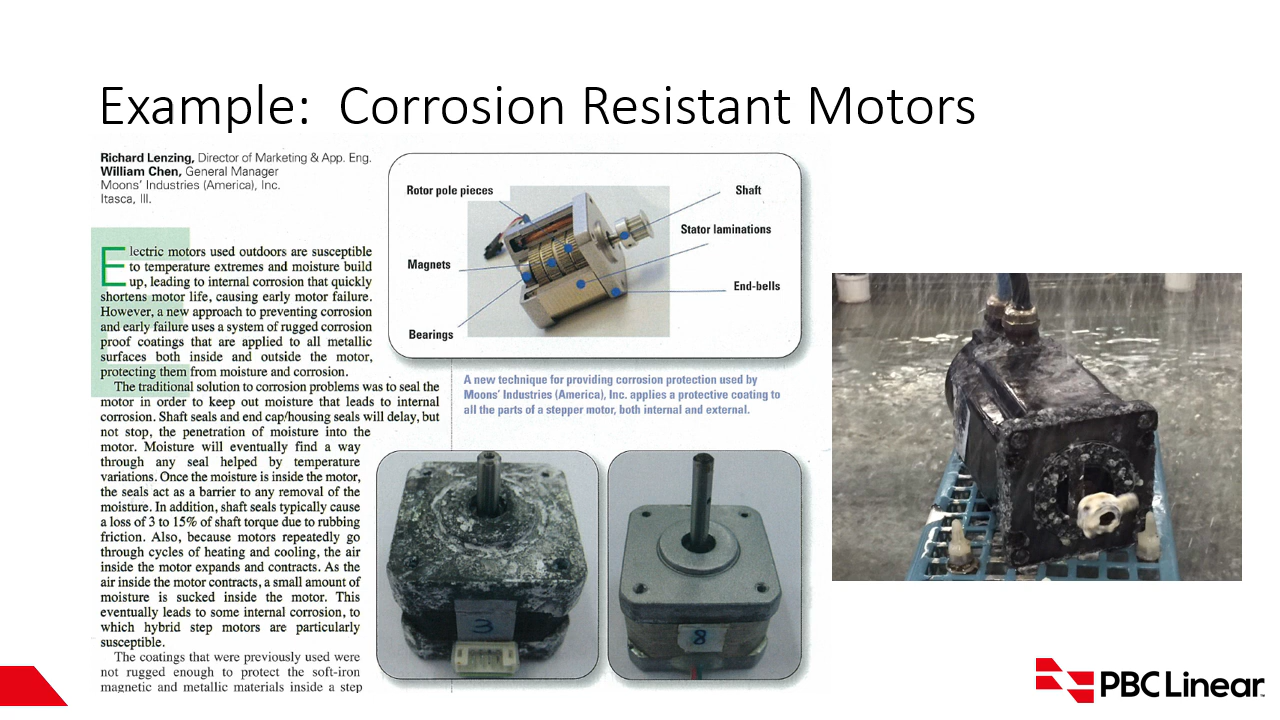 Example:  Corrosion Resistant Motors
Richard Lenzing, Director of Marketing & App. Eng.
William Chen, General Manager
Moons' Industries (America), Inc.
Itasca, Ill.
Electric motors used outdoors are susceptible
to temperature extremes and moisture build
up, leading to internal corrosion that quickly
shortens motor life, causing early motor failure.
However, a new approach to preventing corrosion
and early failure uses a system of rugged corrosion
proof coatings that are applied to all metallic
surfaces both inside and outside the motor,
protecting them from moisture and corrosion.
The traditional solution to corrosion problems was to seal the
motor in order to keep out moisture that leads to internal
corrosion. Shaft seals and end cap/housing seals will delay, but
not stop, the penetration of moisture into the
motor. Moisture will eventually find a way
through any seal helped by temperature
variations. Once the moisture is inside the motor,
the seals act as a barrier to any removal of the
moisture. In addition, shaft seals typically cause
a loss of 3 to 15% of shaft torque due to rubbing
friction. Also, because motors repeatedly go
through cycles of heating and cooling, the air
inside the motor expands and contracts. As the
air inside the motor contracts, a small amount of
moisture is sucked inside the motor. This
eventually leads to some internal corrosion, to
which hybrid step motors are particularly
susceptible.
The coatings that were previously used were
not rugged enough to protect the soft-iron
magnetic and metallic materials inside a step
Rotor pole pieces
Shaft
Stator laminations
Magnets
End-bells
Bearings
A new technique for providing corrosion protection used by
Moons' Industries (America), Inc. applies a protective coating to
all the parts of a stepper motor, both internal and external.
3
8
PBC Linear™